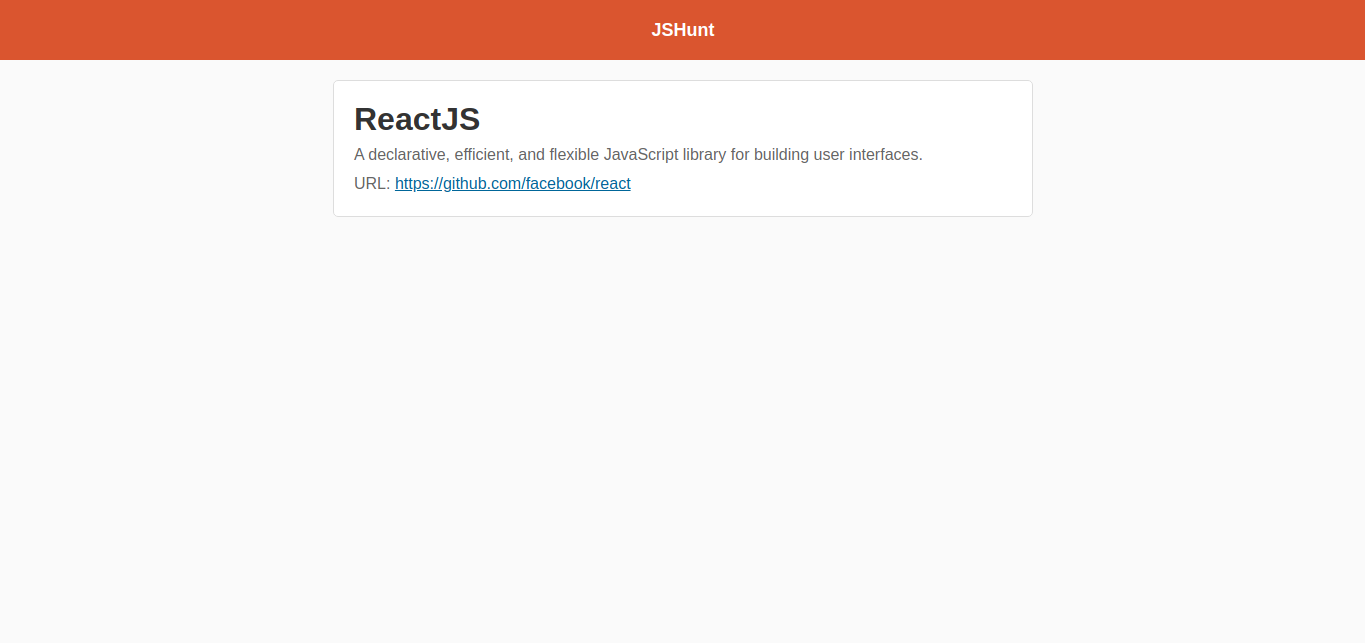 JSHunt
ReactJS
A declarative, efficient, and flexible JavaScript library for building user interfaces.
URL: https://github.com/facebook/react